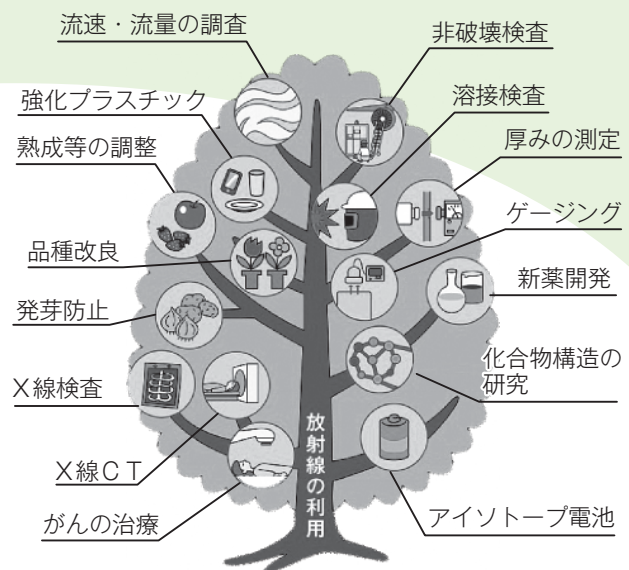 流速・流量の調査
非破壊検査
強化プラスチック
溶接検査
熟成等の調整
厚みの測定
品種改良
ゲージング
新薬開発
発芽防止
化合物構造の
研究
X線検査
X線CT
放射線の利用
がんの治療
アイソトープ電池